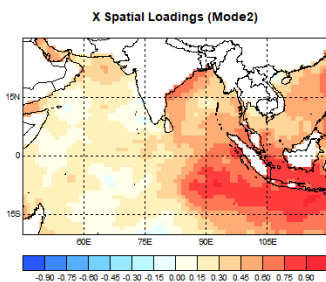 X Spatial Loadings (Mode2)
15N
0
15S
60E 75E 90E 105E
-0.90 -0.75 -0.60 -0.45 -0.30 -0.15 0.00 0.15 0.30 0.45 0.60 0.75 0.90